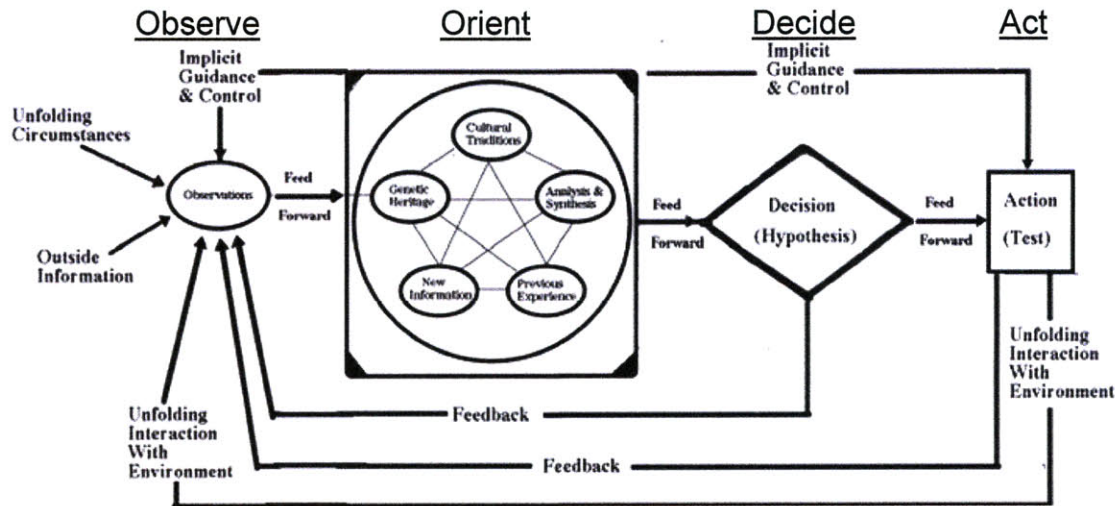 Observe
Orient
Decide
Act
Implicit
Guidance
& Control
Unfolding
Circumstances
Observations
Outside
Information
Feed
Forward
Cultural
Traditions
Genetic
Heritage
Analysis &
Synthesis
New
Information
Previous
Experience
Feed
Forward
Implicit
Guidance
& Control
Decision
(Hypothesis)
Feed
Forward
Action
(Test)
Unfolding
Interaction
With
Environment
Feedback
Feedback
Unfolding
Interaction
With
Environment